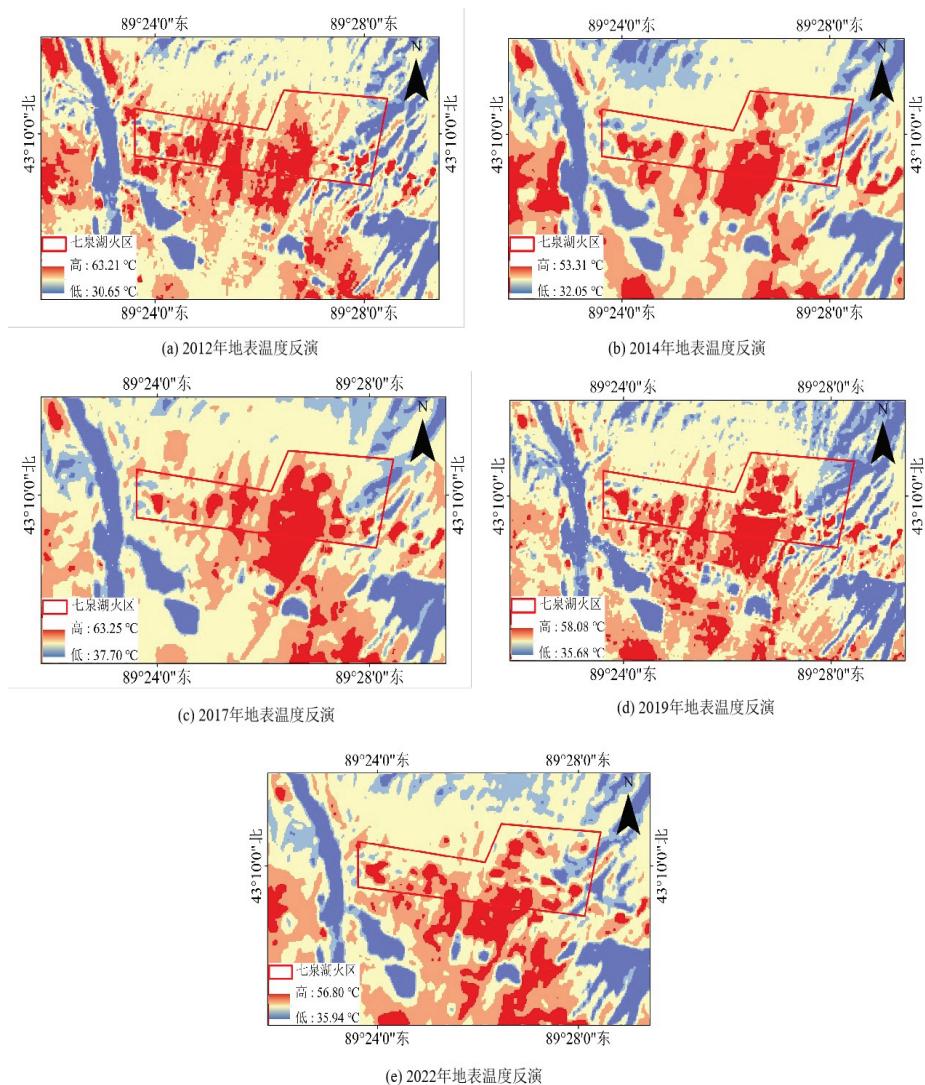 89°24′0″东 89°28′0″东
89°24′0″东 89°28′0″东
N
N
43°10′0″北
43°10′0″北
43°10′0″北
43°10′0″北
七泉湖火区
高 : 63.21 ℃
低 : 30.65 ℃
七泉湖火区
高 : 53.31 ℃
低 : 32.05 ℃
89°24′0″东 89°28′0″东
89°24′0″东 89°28′0″东
(a) 2012年地表温度反演
(b) 2014年地表温度反演
89°24′0″东 89°28′0″东
89°24′0″东 89°28′0″东
N
N
43°10′0″北
43°10′0″北
43°10′0″北
43°10′0″北
七泉湖火区
高 : 63.25 ℃
低 : 37.70 ℃
七泉湖火区
高 : 58.08 ℃
低 : 35.68 ℃
89°24′0″东 89°28′0″东
89°24′0″东 89°28′0″东
(c) 2017年地表温度反演
(d) 2019年地表温度反演
89°24′0″东 89°28′0″东
N
43°10′0″北
43°10′0″北
七泉湖火区
高 : 56.80 ℃
低 : 35.94 ℃
89°24′0″东 89°28′0″东
(e) 2022年地表温度反演